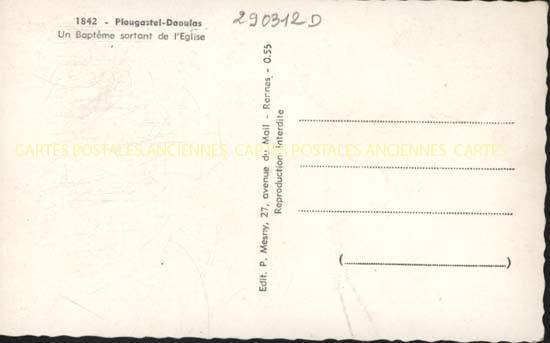 1842 - Plougastel-Daoulas
Un Baptême sortant de l'Eglise
290312D
Edit. P. Mesny, 27, avenue du Mail - Rennes - 0.55
Reproduction interdite
CARTES POSTALES ANCIENNES CARTES POSTALES ANCIENNES CARTES
( )